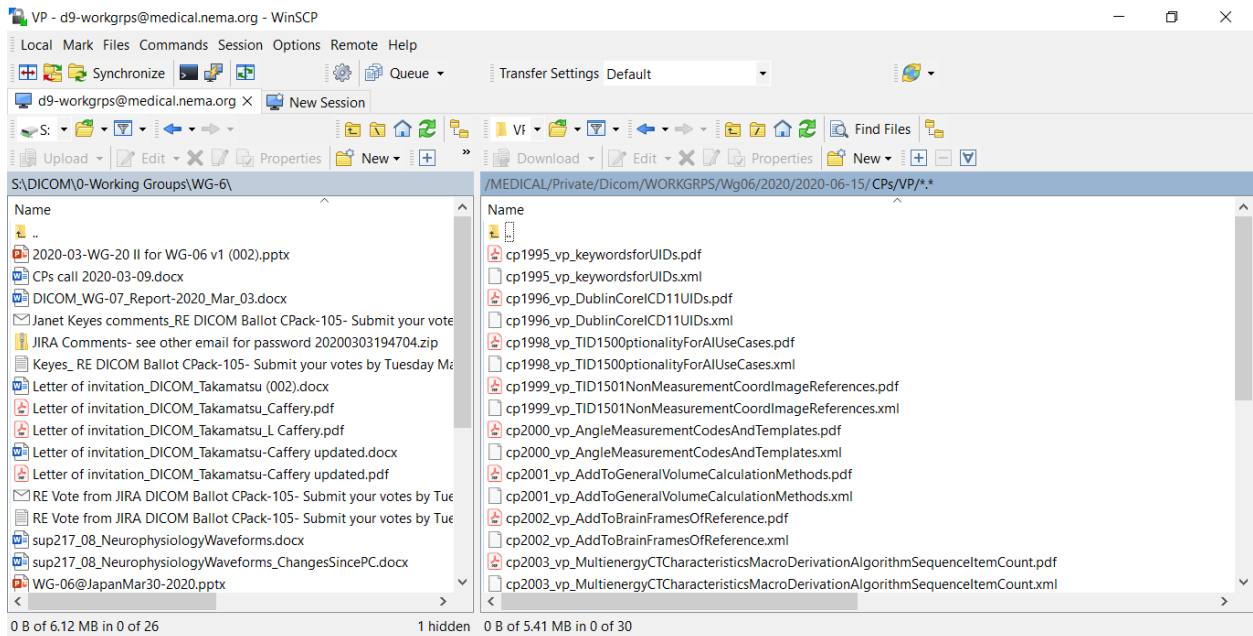 VP - d9-workgrps@medical.nema.org - WinSCP
Local Mark Files Commands Session Options Remote Help
Synchronize Queue Transfer Settings Default
d9-workgrps@medical.nema.org New Session
S: VP Find Files
Upload Edit Properties New » Download Edit Properties New
S:\DICOM\0-Working Groups\WG-6\
/MEDICAL/Private/Dicom/WORKGRPS/Wg06/2020/2020-06-15/CPs/VP/*.*
Name
..
2020-03-WG-20 II for WG-06 v1 (002).pptx
CPs call 2020-03-09.docx
DICOM_WG-07_Report-2020_Mar_03.docx
Janet Keyes comments_RE DICOM Ballot CPack-105- Submit your vote
JIRA Comments- see other email for password 20200303194704.zip
Keyes_ RE DICOM Ballot CPack-105- Submit your votes by Tuesday Ma
Letter of invitation_DICOM_Takamatsu (002).docx
Letter of invitation_DICOM_Takamatsu_Caffery.pdf
Letter of invitation_DICOM_Takamatsu_L Caffery.pdf
Letter of invitation_DICOM_Takamatsu-Caffery updated.docx
Letter of invitation_DICOM_Takamatsu-Caffery updated.pdf
RE Vote from JIRA DICOM Ballot CPack-105- Submit your votes by Tue
RE Vote from JIRA DICOM Ballot CPack-105- Submit your votes by Tue
sup217_08_NeurophysiologyWaveforms.docx
sup217_08_NeurophysiologyWaveforms_ChangesSincePC.docx
WG-06@JapanMar30-2020.pptx
0 B of 6.12 MB in 0 of 26 1 hidden
Name
..
cp1995_vp_keywordsforUIDs.pdf
cp1995_vp_keywordsforUIDs.xml
cp1996_vp_DublinCoreICD11UIDs.pdf
cp1996_vp_DublinCoreICD11UIDs.xml
cp1998_vp_TID1500ptionalityForAIUseCases.pdf
cp1998_vp_TID1500ptionalityForAIUseCases.xml
cp1999_vp_TID1501NonMeasurementCoordImageReferences.pdf
cp1999_vp_TID1501NonMeasurementCoordImageReferences.xml
cp2000_vp_AngleMeasurementCodesAndTemplates.pdf
cp2000_vp_AngleMeasurementCodesAndTemplates.xml
cp2001_vp_AddToGeneralVolumeCalculationMethods.pdf
cp2001_vp_AddToGeneralVolumeCalculationMethods.xml
cp2002_vp_AddToBrainFramesOfReference.pdf
cp2002_vp_AddToBrainFramesOfReference.xml
cp2003_vp_MultienergyCTCharacteristicsMacroDerivationAlgorithmSequenceItemCount.pdf
cp2003_vp_MultienergyCTCharacteristicsMacroDerivationAlgorithmSequenceItemCount.xml
0 B of 5.41 MB in 0 of 30